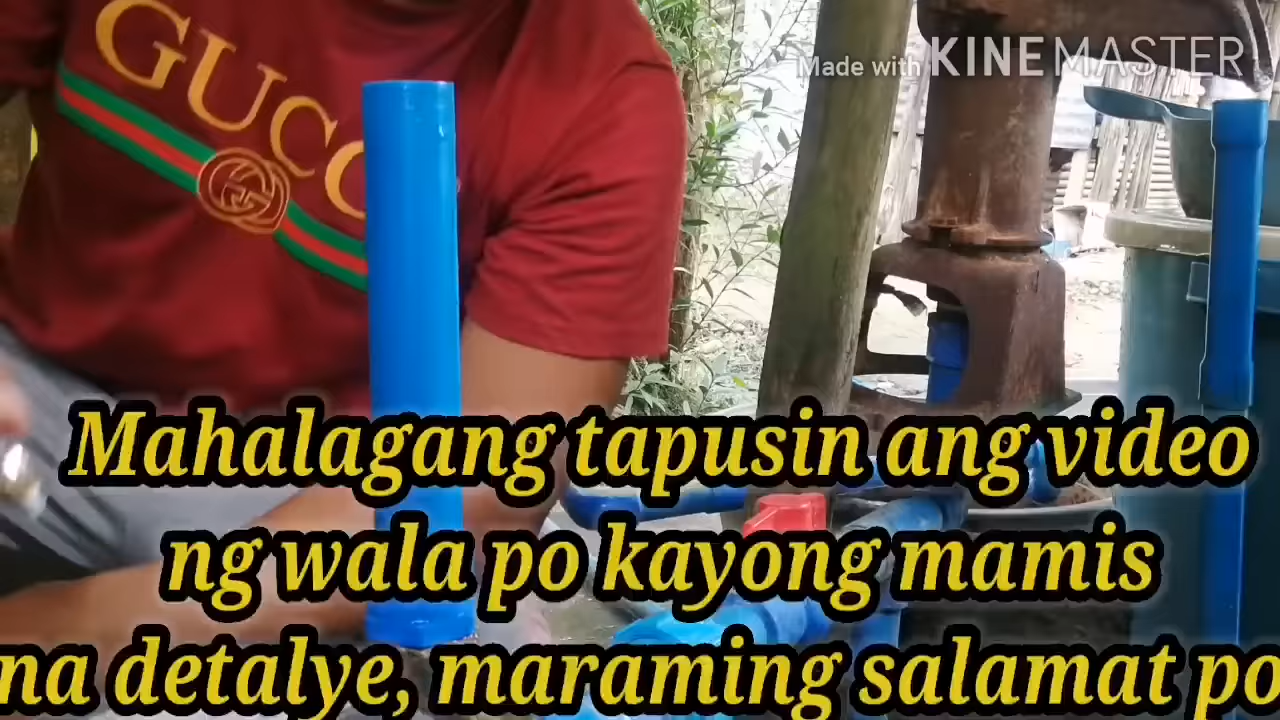 GUCC
Made with KINEMASTER
Mahalagang tapusin ang video
ng wala po kayong mamis
na detalye, maraming salamat po